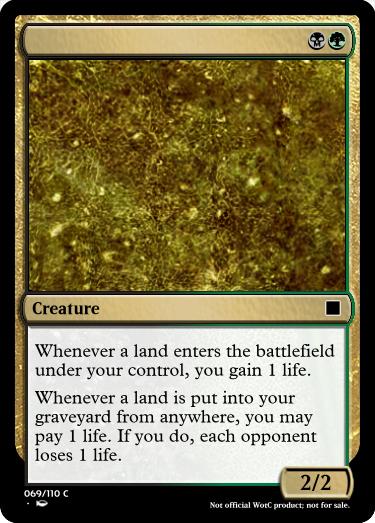 Creature
Whenever a land enters the battlefield
under your control, you gain 1 life.
Whenever a land is put into your
graveyard from anywhere, you may
pay 1 life. If you do, each opponent
loses 1 life.
2/2
069/110 C
Not official WotC product; not for sale.